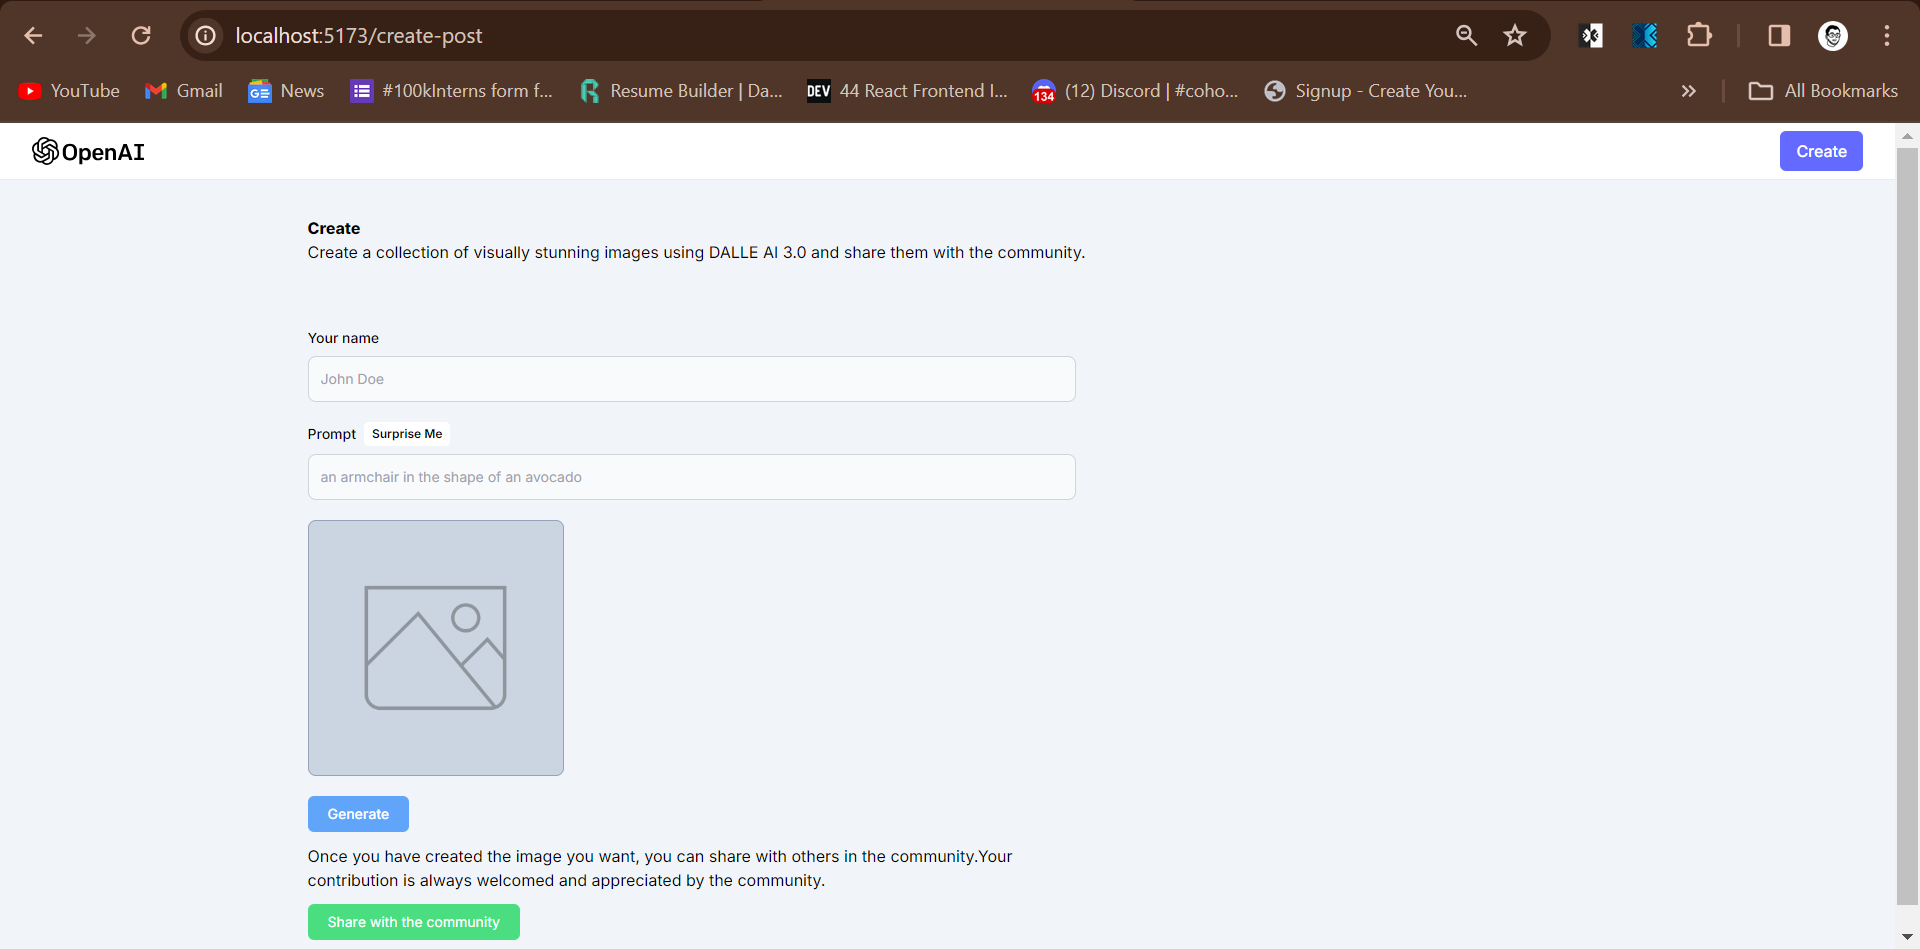 localhost:5173/create-post
YouTube
Gmail
News
#100kInterns form f...
Resume Builder | Da...
DEV 44 React Frontend I...
134 (12) Discord | #coho...
Signup - Create You...
All Bookmarks
OpenAI
Create
Create
Create a collection of visually stunning images using DALLE AI 3.0 and share them with the community.
Your name
John Doe
Prompt Surprise Me
an armchair in the shape of an avocado
Generate
Once you have created the image you want, you can share with others in the community.Your
contribution is always welcomed and appreciated by the community.
Share with the community